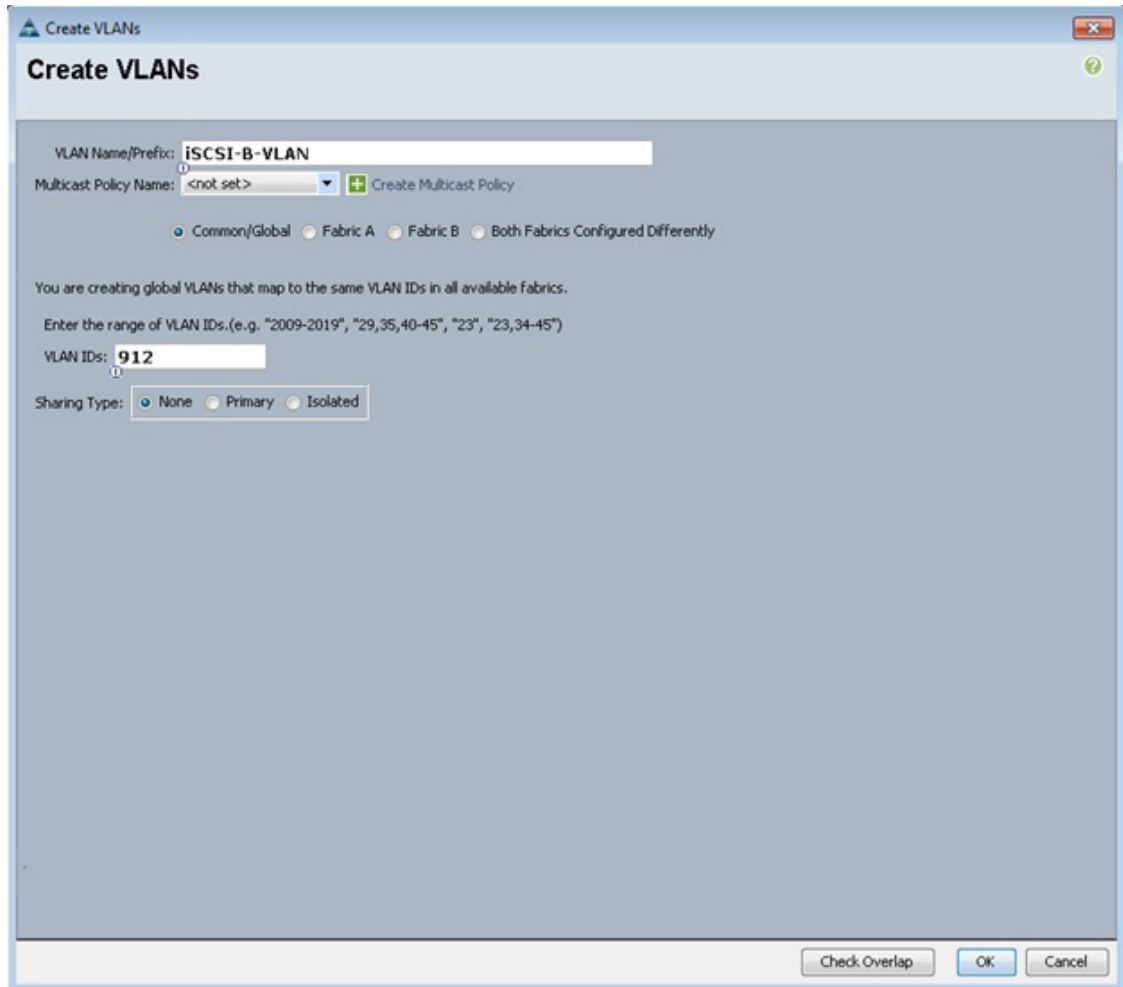 Create VLANs
Create VLANs
VLAN Name/Prefix: iSCSI-B-VLAN
Multicast Policy Name: <not set> Create Multicast Policy
Common/Global Fabric A Fabric B Both Fabrics Configured Differently
You are creating global VLANs that map to the same VLAN IDs in all available fabrics.
Enter the range of VLAN IDs.(e.g. "2009-2019", "29,35,40-45", "23", "23,34-45")
VLAN IDs: 912
Sharing Type: None Primary Isolated
Check Overlap OK Cancel